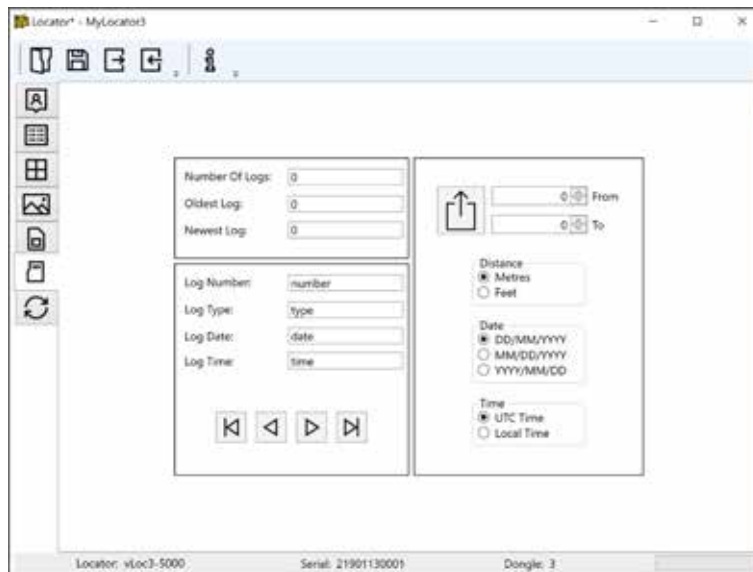 Locator* - MyLocator3
Number Of Logs: 0
Oldest Log: 0
Newest Log: 0
Log Number: number
Log Type: type
Log Date: date
Log Time: time
0 From
0 To
Distance
Metres
Feet
Date
DD/MM/YYYY
MM/DD/YYYY
YYYY/MM/DD
Time
UTC Time
Local Time
Locator: vLoc3-5000 Serial: 21901130001 Dongle: 3